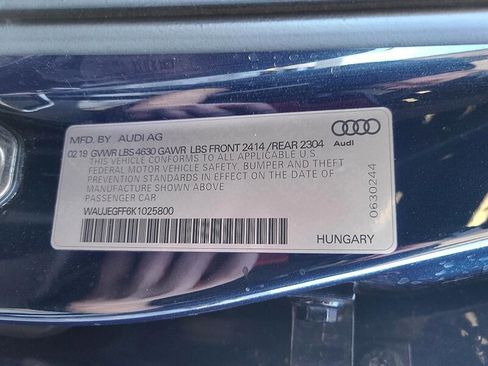 MFD. BY AUDI AG
02 19 GVWR LBS 4630 GAWR LBS FRONT 2414 /REAR 2304
THIS VEHICLE CONFORMS TO ALL APPLICABLE U.S
FEDERAL MOTOR VEHICLE SAFETY, BUMPER AND THEFT
PREVENTION STANDARDS IN EFFECT ON THE DATE OF
MANUFACTURE SHOWN ABOVE
PASSENGER CAR
WAUJEGFF6K1025800
Audi
0630244
HUNGARY